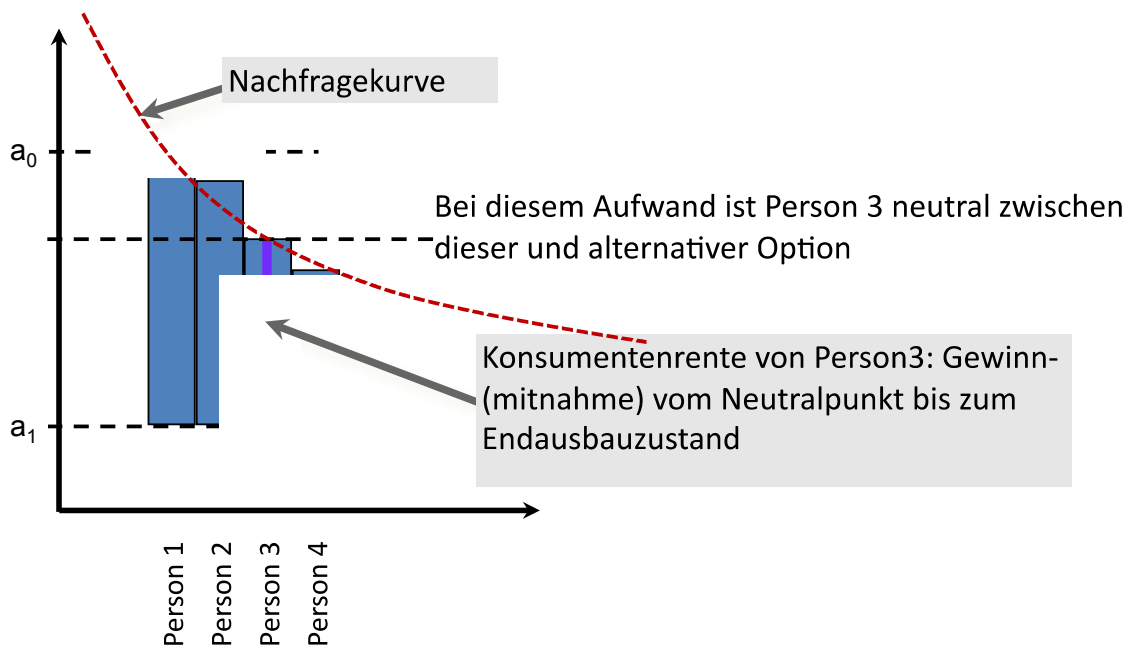 Nachfragekurve
a0
Bei diesem Aufwand ist Person 3 neutral zwischen
dieser und alternativer Option
Konsumentenrente von Person3: Gewinn-
(mitnahme) vom Neutralpunkt bis zum
Endausbauzustand
a1
Person 1
Person 2
Person 3
Person 4